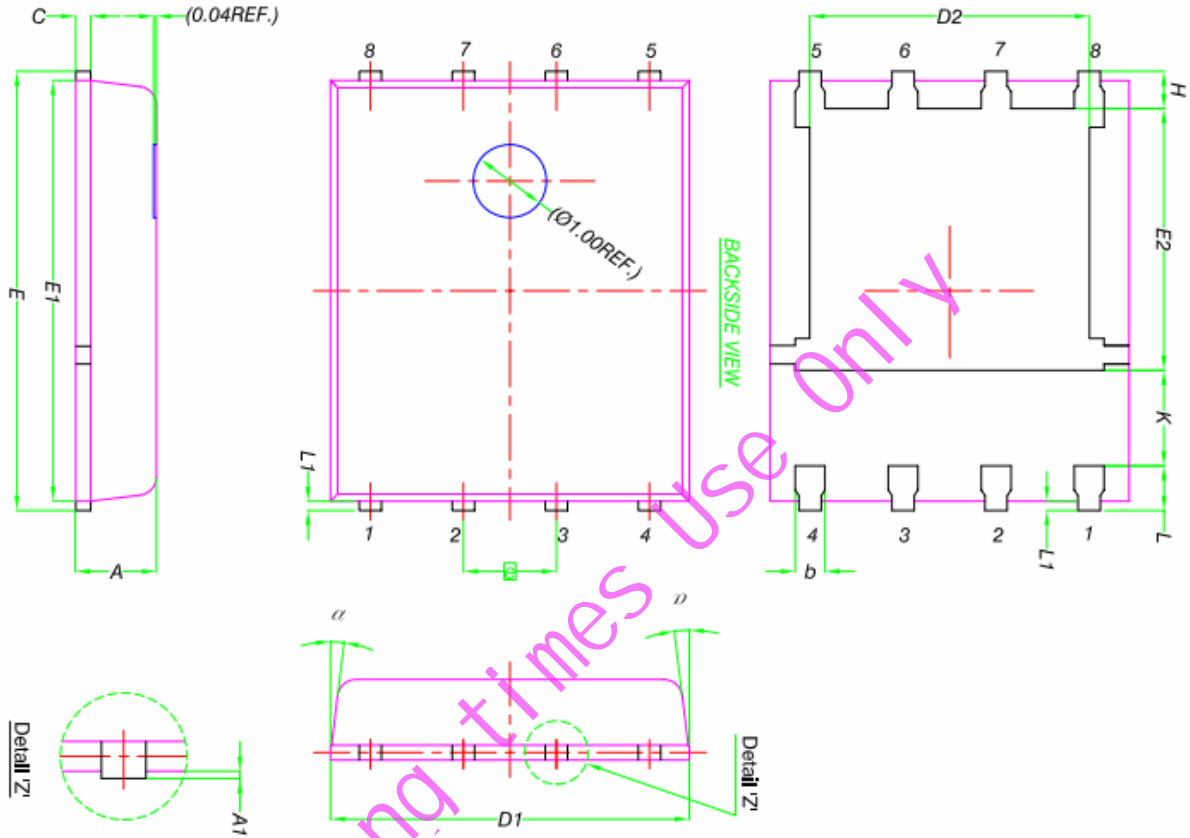 C
(0.04REF.)
E
E1
A
8 7 6 5
(Ø1.00REF.)
L1
1 2 3 4
e
BACKSIDE VIEW
D2
5 6 7 8
H
E2
K
L
L1
4 3 2 1
b
α
D1
Detail 'Z'
Detail 'Z'
A1
ng times Use Only